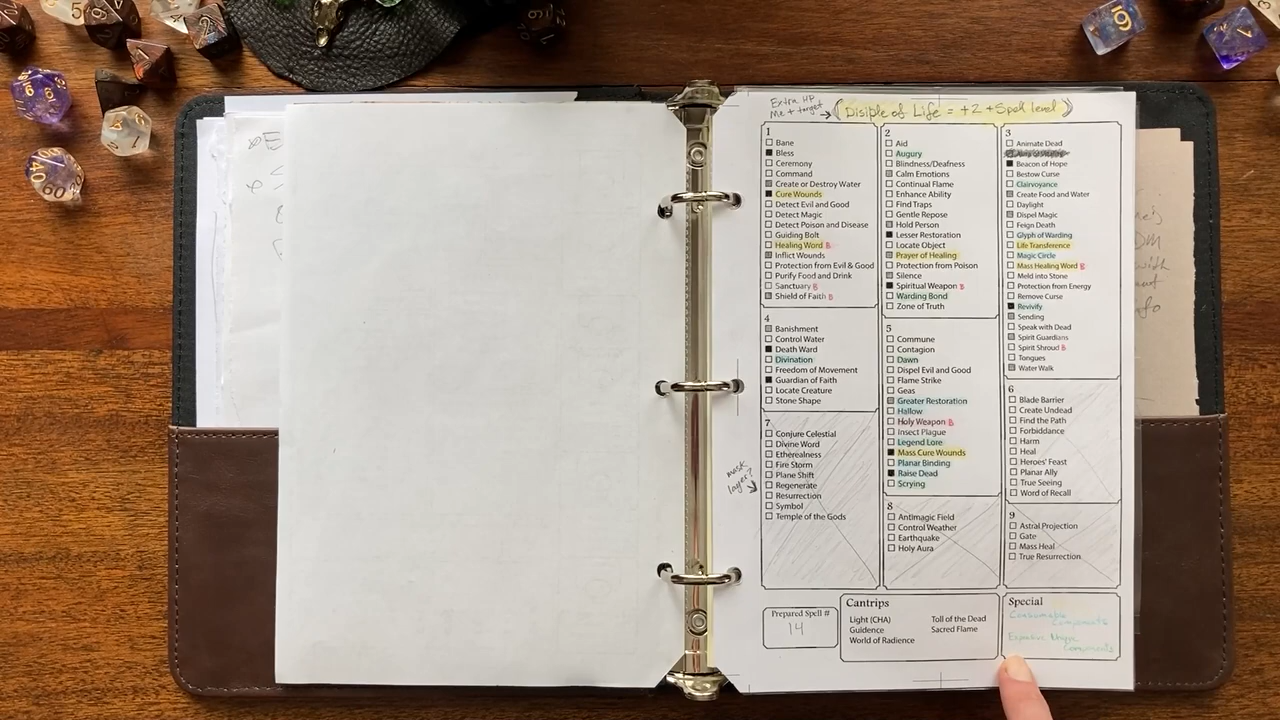 Extra HP
Me + target
Disiple of Life = +2 +Spell level
1
Bane
Bless
Ceremony
Command
Create or Destroy Water
Cure Wounds
Detect Evil and Good
Detect Magic
Detect Poison and Disease
Guiding Bolt
Healing Word B
Inflict Wounds
Protection from Evil & Good
Purify Food and Drink
Sanctuary B
Shield of Faith B
2
Aid
Augury
Blindness/Deafness
Calm Emotions
Continual Flame
Enhance Ability
Find Traps
Gentle Repose
Hold Person
Lesser Restoration
Locate Object
Prayer of Healing
Protection from Poison
Silence
Spiritual Weapon B
Warding Bond
Zone of Truth
3
Animate Dead
Beacon of Hope
Bestow Curse
Clairvoyance
Create Food and Water
Daylight
Dispel Magic
Feign Death
Glyph of Warding
Life Transference
Magic Circle
Mass Healing Word B
Meld into Stone
Protection from Energy
Remove Curse
Revivify
Sending
Speak with Dead
Spirit Guardians
Spirit Shroud B
Tongues
Water Walk
4
Banishment
Control Water
Death Ward
Divination
Freedom of Movement
Guardian of Faith
Locate Creature
Stone Shape
5
Commune
Contagion
Dawn
Dispel Evil and Good
Flame Strike
Geas
Greater Restoration
Hallow
Holy Weapon B
Insect Plague
Legend Lore
Mass Cure Wounds
Planar Binding
Raise Dead
Scrying
6
Blade Barrier
Create Undead
Find the Path
Forbiddance
Harm
Heal
Heroes' Feast
Planar Ally
True Seeing
Word of Recall
mask
layer?
7
Conjure Celestial
Divine Word
Etherealness
Fire Storm
Plane Shift
Regenerate
Resurrection
Symbol
Temple of the Gods
8
Antimagic Field
Control Weather
Earthquake
Holy Aura
9
Astral Projection
Gate
Mass Heal
True Resurrection
Prepared Spell #
14
Cantrips
Light (CHA)
Guidence
World of Radience
Toll of the Dead
Sacred Flame
Special
Consumable
Components
Components